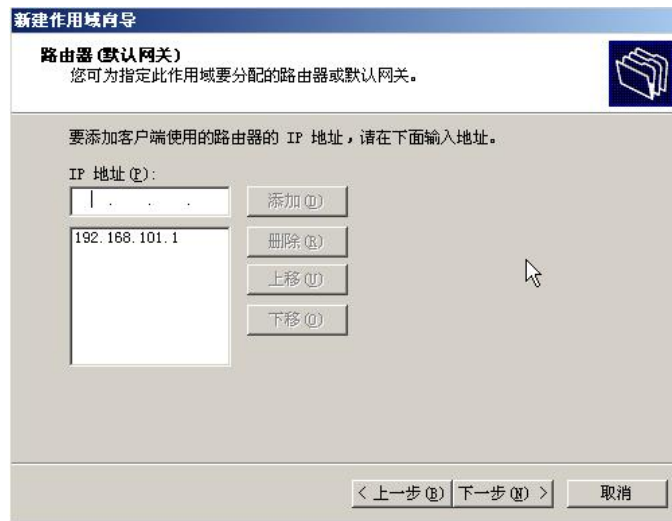 新建作用域向导
路由器(默认网关)
您可为指定此作用域要分配的路由器或默认网关。
要添加客户端使用的路由器的 IP 地址，请在下面输入地址。
IP 地址(P):
. . .
添加(D)
192.168.101.1
删除(R)
上移(U)
下移(O)
< 上一步(B)
下一步(N) >
取消